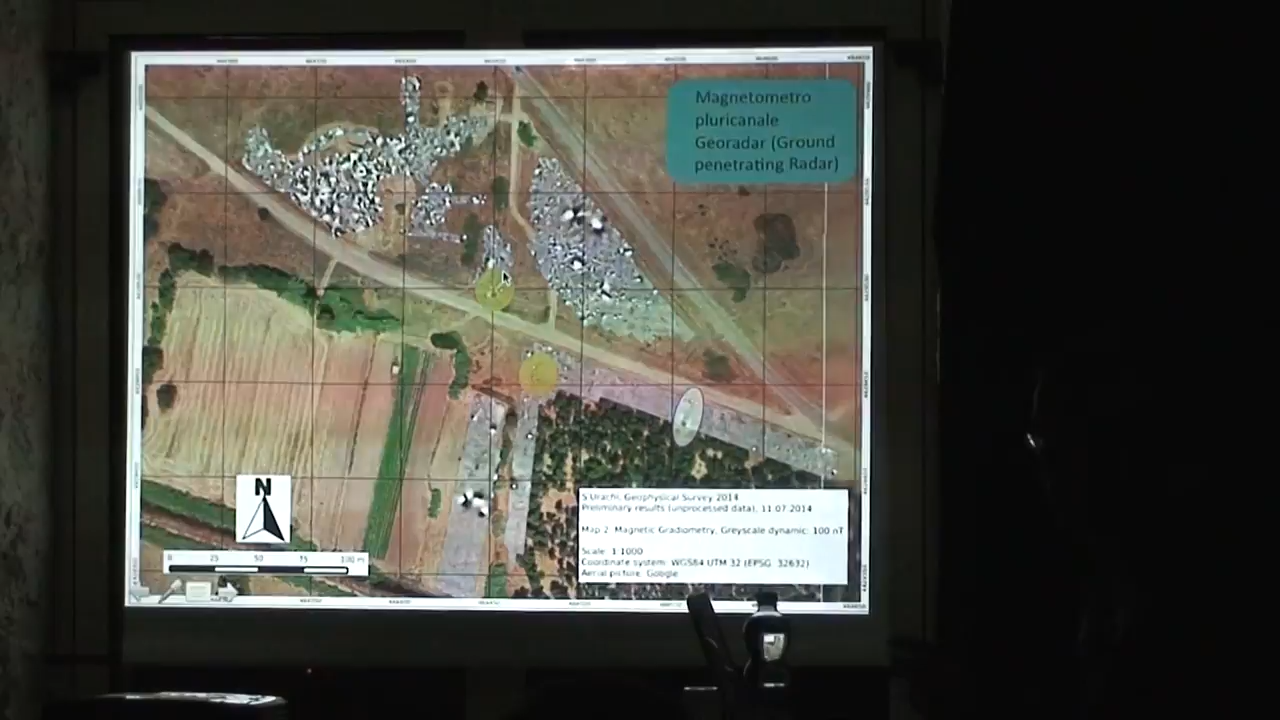 Magnetometro
pluricanale
Georadar (Ground
penetrating Radar)
S'Urachi, Geophysical Survey 2014
Preliminary results (unprocessed data), 11.07.2014
Map 2: Magnetic Gradiometry, Greyscale dynamic: 100 nT
Scale: 1:1000
Coordinate system: WGS84 UTM 32 (EPSG: 32632)
Aerial picture: Google
N
0 25 50 75 100 m